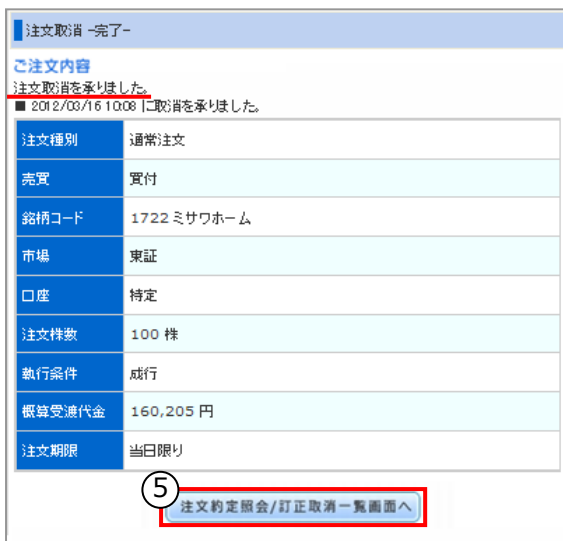 注文取消 -完了-
ご注文内容
注文取消を承りました。
■ 2012/03/16 10:08 に取消を承りました。
注文種別 通常注文
売買 買付
銘柄コード 1722 ミサワホーム
市場 東証
口座 特定
注文株数 100 株
執行条件 成行
概算受渡代金 160,205 円
注文期限 当日限り
5
注文約定照会/訂正取消一覧画面へ